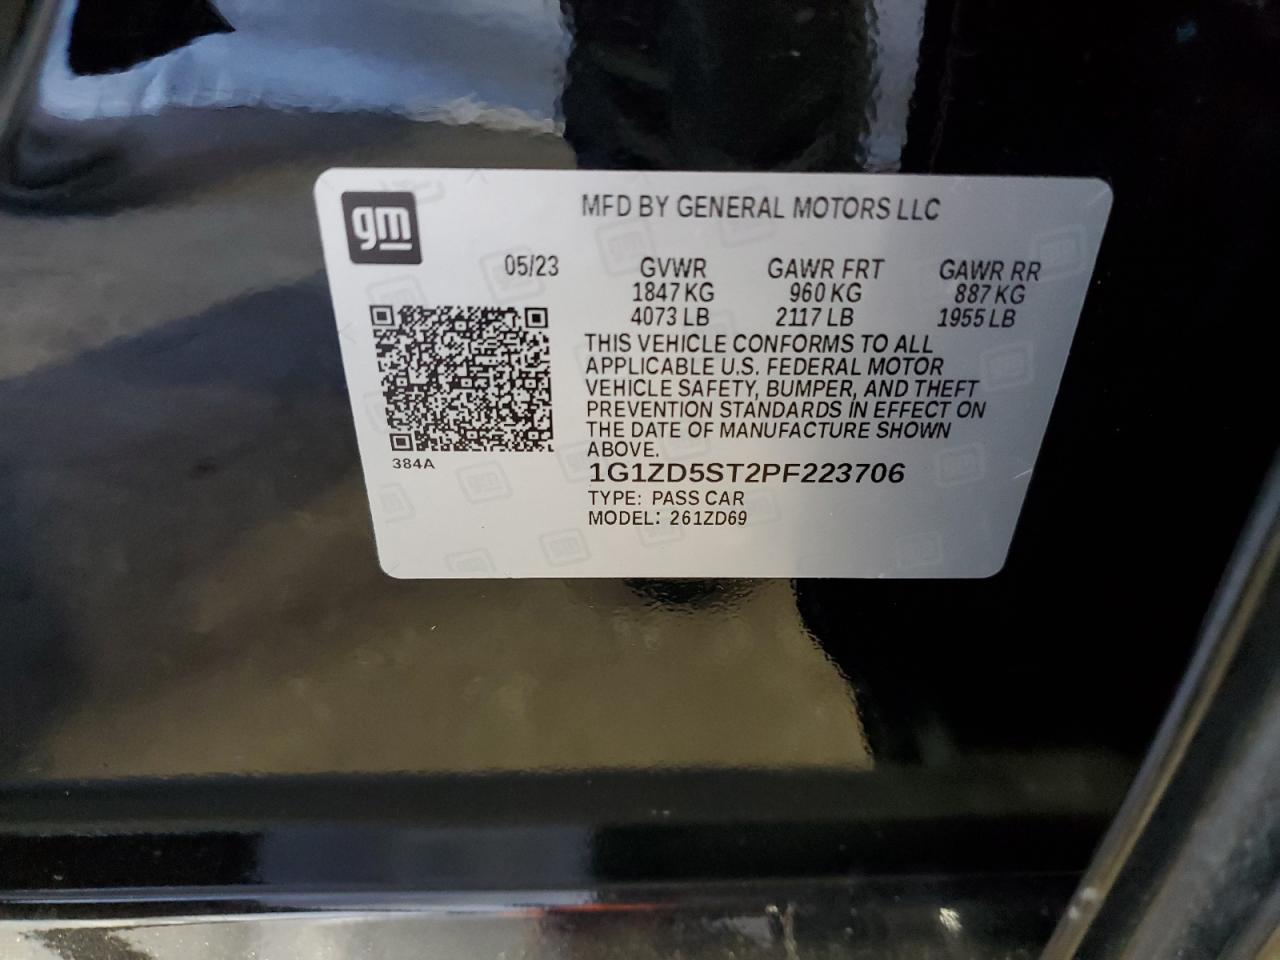 gm
MFD BY GENERAL MOTORS LLC
05/23 GVWR GAWR FRT GAWR RR
1847 KG 960 KG 887 KG
4073 LB 2117 LB 1955 LB
THIS VEHICLE CONFORMS TO ALL
APPLICABLE U.S. FEDERAL MOTOR
VEHICLE SAFETY, BUMPER, AND THEFT
PREVENTION STANDARDS IN EFFECT ON
THE DATE OF MANUFACTURE SHOWN
ABOVE.
384A
1G1ZD5ST2PF223706
TYPE: PASS CAR
MODEL: 261ZD69